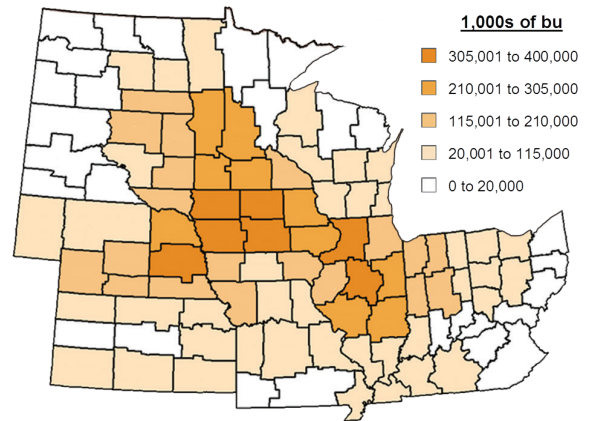 1,000s of bu
305,001 to 400,000
210,001 to 305,000
115,001 to 210,000
20,001 to 115,000
0 to 20,000